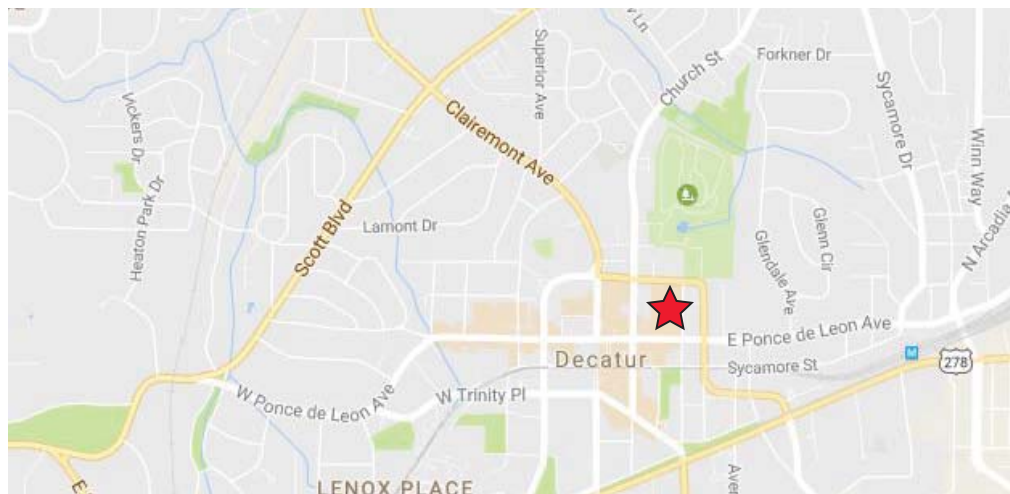 Superior Ave
Ln
Church St
Forkner Dr
Sycamore Dr
Winn Way
Vickers Dr
Clairemont Ave
Heaton Park Dr
Scott Blvd
Lamont Dr
Glenn Cir
Glendale Ave
N Arcadia
E Ponce de Leon Ave
M
Decatur
Sycamore St
278
W Ponce de Leon Ave
W Trinity Pl
LENOX PLACE